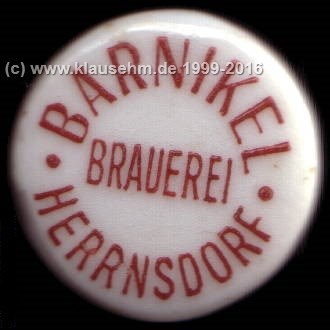 (c) www.klausehm.de 1999-2016
BARNIKEL
BRAUEREI
· HERRNSDORF ·